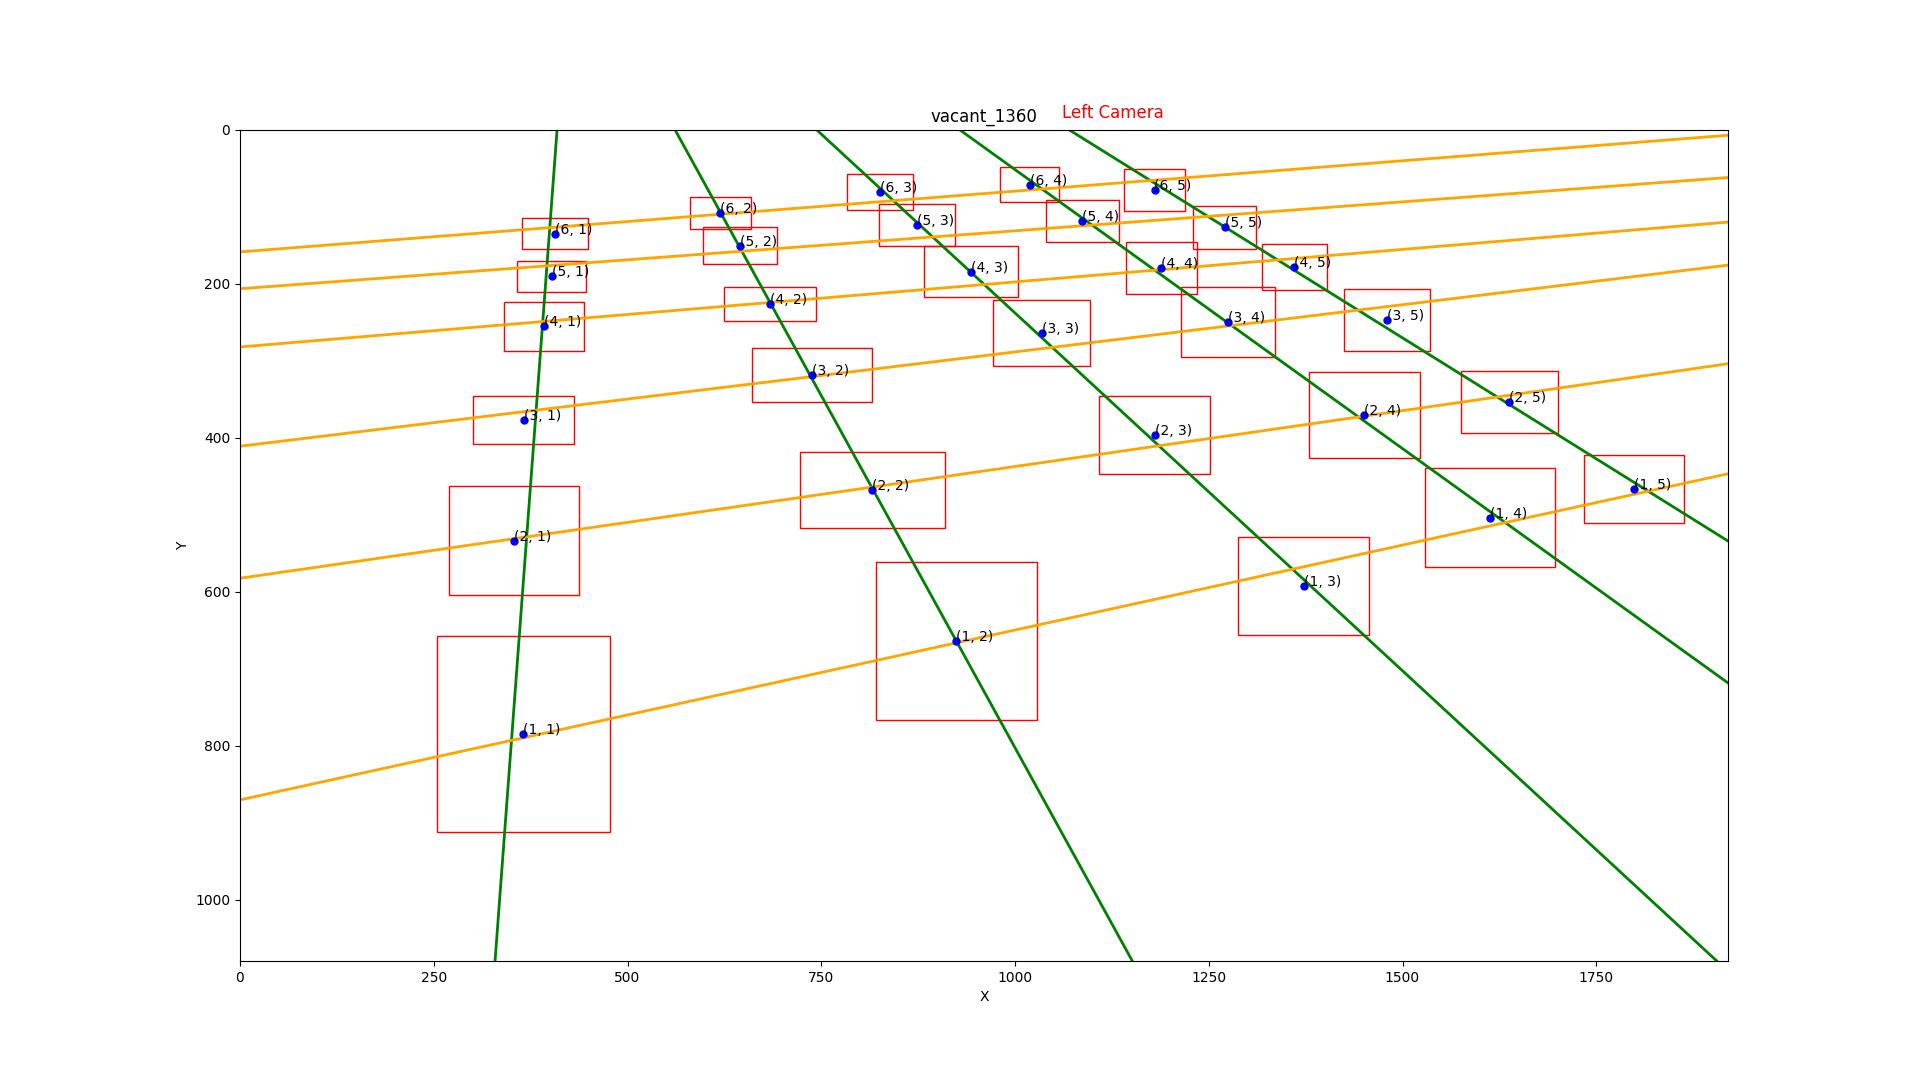 vacant_1360 Left Camera
0
(6, 4)
(6, 3) (6, 5)
(6, 2) (5, 4)
(6, 1) (5, 3) (5, 5)
(5, 2)
(5, 1) (4, 3) (4, 4) (4, 5)
200
(4, 2)
(4, 1) (3, 3) (3, 4) (3, 5)
(3, 2)
(3, 1) (2, 4) (2, 5)
400 (2, 3)
(2, 2) (1, 5)
(2, 1) (1, 4)
Y
600 (1, 3)
(1, 2)
(1, 1)
800
1000
0 250 500 750 1000 1250 1500 1750
X